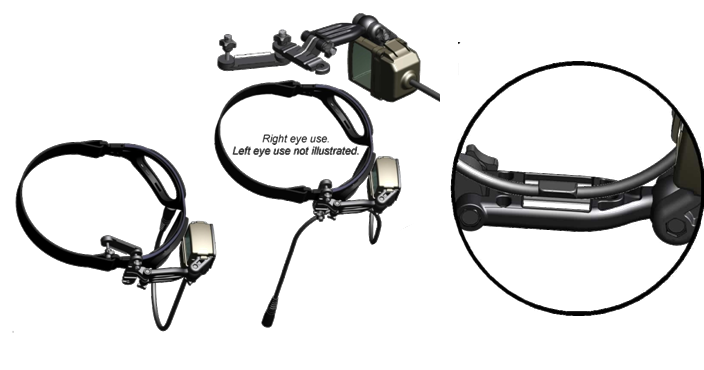 Right eye use.
Left eye use not illustrated.